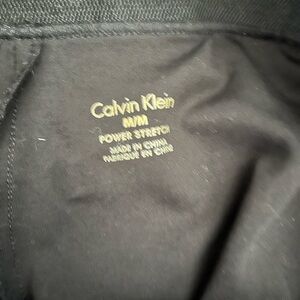 Calvin Klein
M/M
POWER STRETCH
MADE IN CHINA
FABRIQUÉ EN CHINE